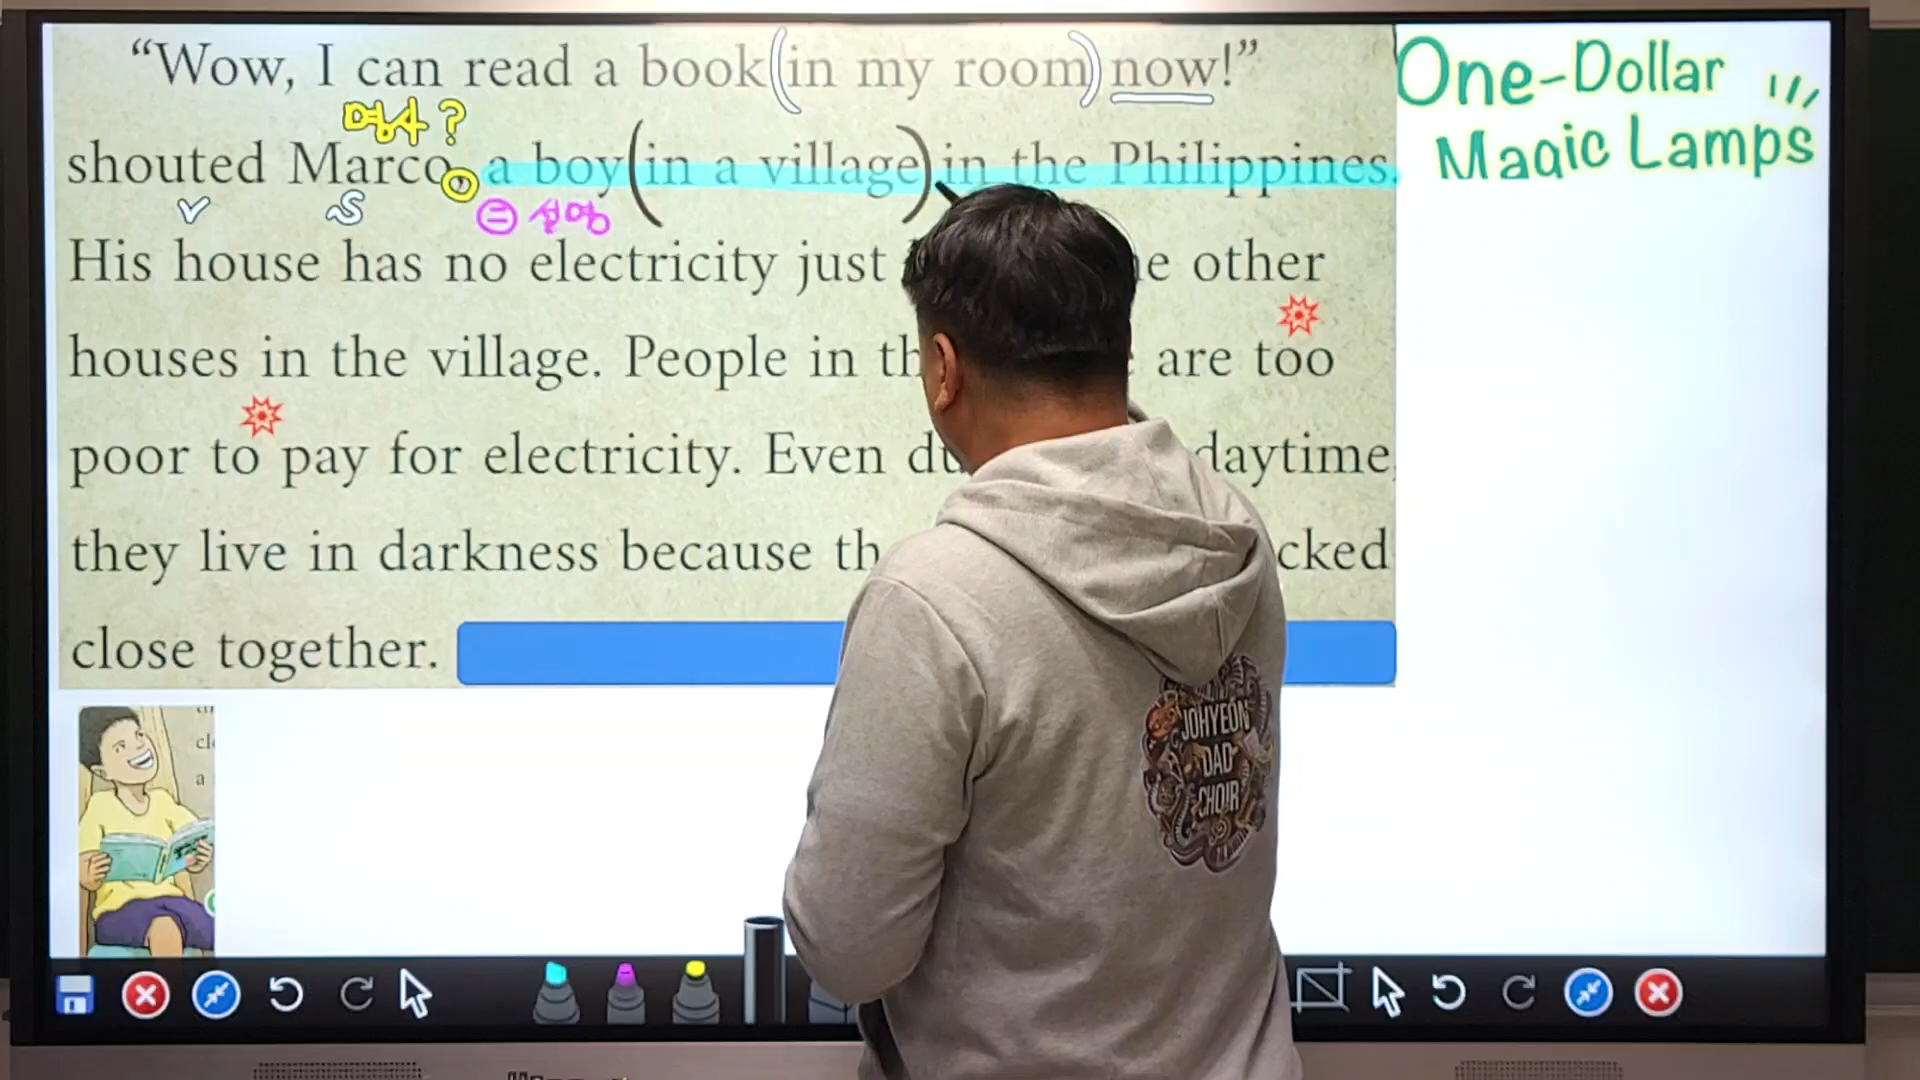 “Wow, I can read a book (in my room) now!”
One-Dollar
명사?
shouted Marco, a boy (in a village) in the Philippines.
Magic Lamps
V S = 설명
His house has no electricity just e other
houses in the village. People in th are too
poor to pay for electricity. Even du daytime,
they live in darkness because th cked
close together.
cl
a
JOHYEON
DAD
CHOIR